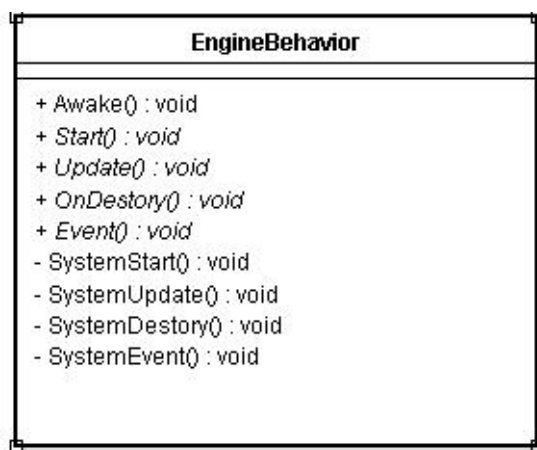 EngineBehavior
+ Awake() : void
+ Start() : void
+ Update() : void
+ OnDestory() : void
+ Event() : void
- SystemStart() : void
- SystemUpdate() : void
- SystemDestory() : void
- SystemEvent() : void